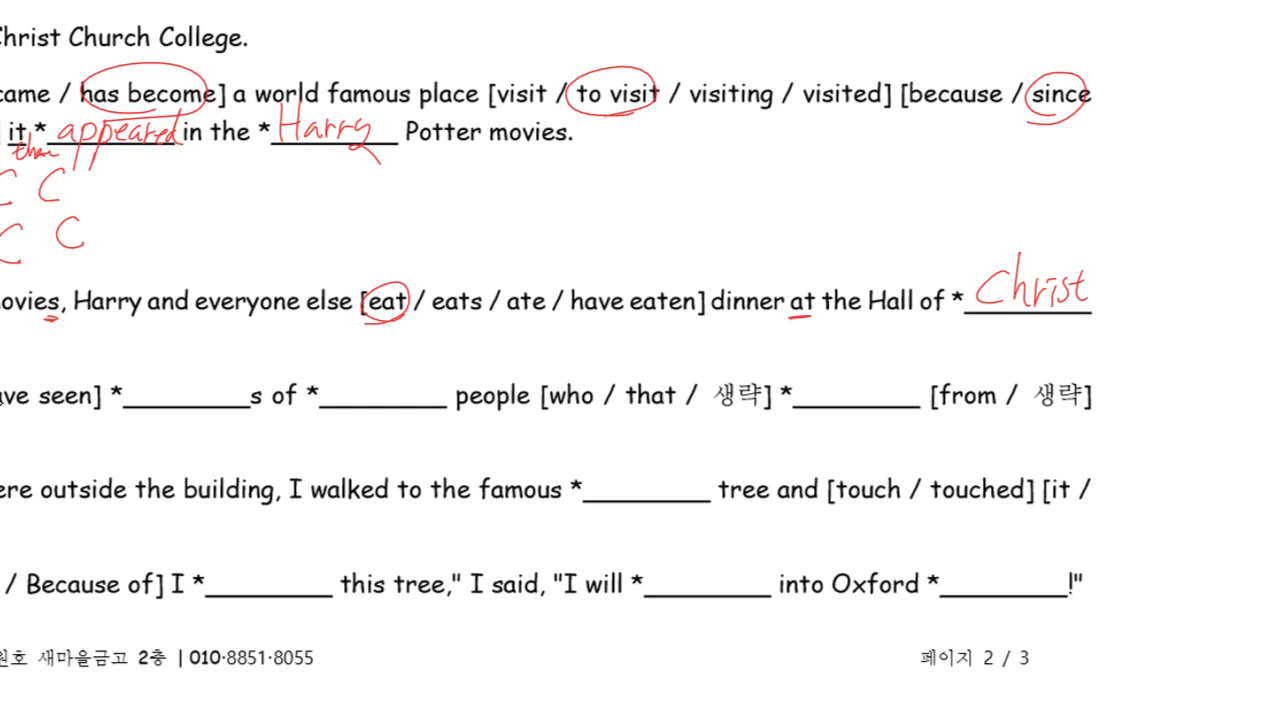 Christ Church College.
came / has become] a world famous place [visit / to visit / visiting / visited] [because / since
it,*appeared in the *Harry Potter movies.
than
C C
C C
movies, Harry and everyone else [eat / eats / ate / have eaten] dinner at the Hall of *Christ
ave seen] *_________s of *_________ people [who / that / 생략] *_________ [from / 생략]
ere outside the building, I walked to the famous *_________ tree and [touch / touched] [it /
/ Because of] I *_________ this tree," I said, "I will *_________ into Oxford *_________!"
원호 새마을금고 2층 | 010·8851·8055 페이지 2 / 3